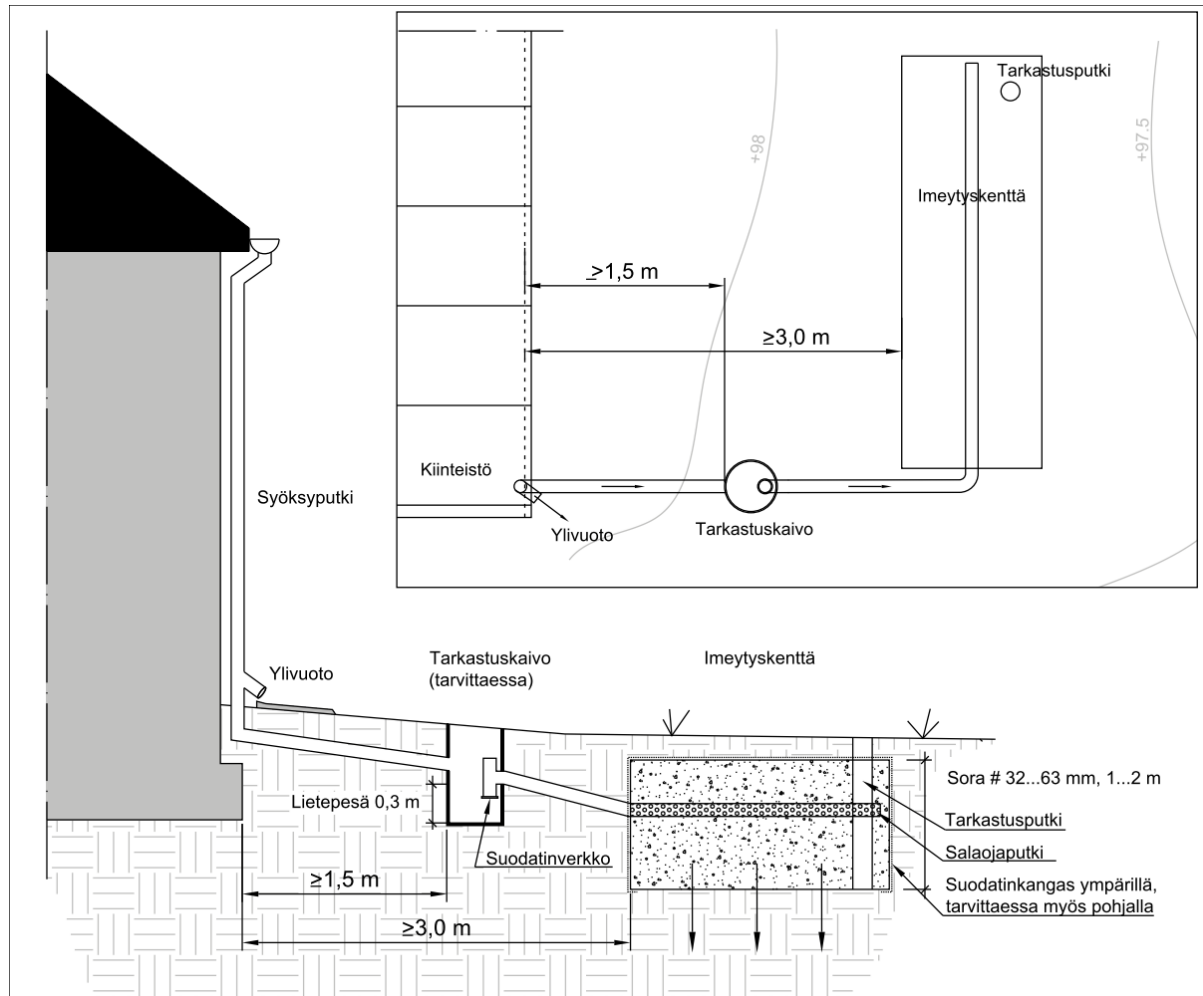 Tarkastusputki
+98
+97.5
Imeytyskenttä
≥1,5 m
≥3,0 m
Kiinteistö
Ylivuoto
Tarkastuskaivo
Syöksyputki
Ylivuoto
Tarkastuskaivo
(tarvittaessa)
Imeytyskenttä
Lietepesä 0,3 m
Suodatinverkko
≥1,5 m
≥3,0 m
Sora # 32...63 mm, 1...2 m
Tarkastusputki
Salaojaputki
Suodatinkangas ympärillä,
tarvittaessa myös pohjalla